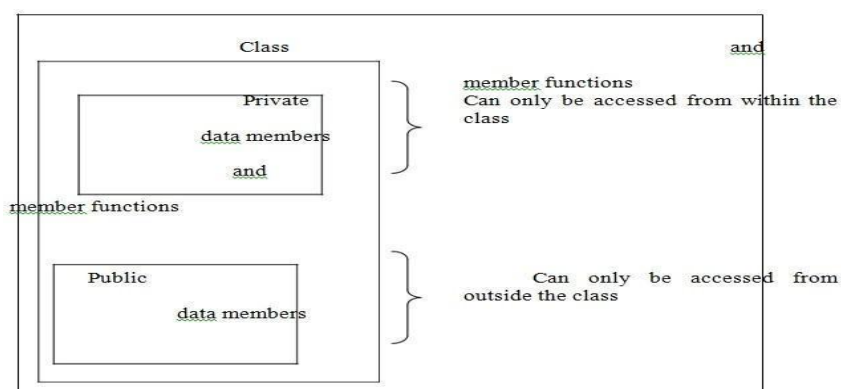 Class and
member functions
Private
Can only be accessed from within the
class
data members
and
member functions
Public
Can only be accessed from
outside the class
data members